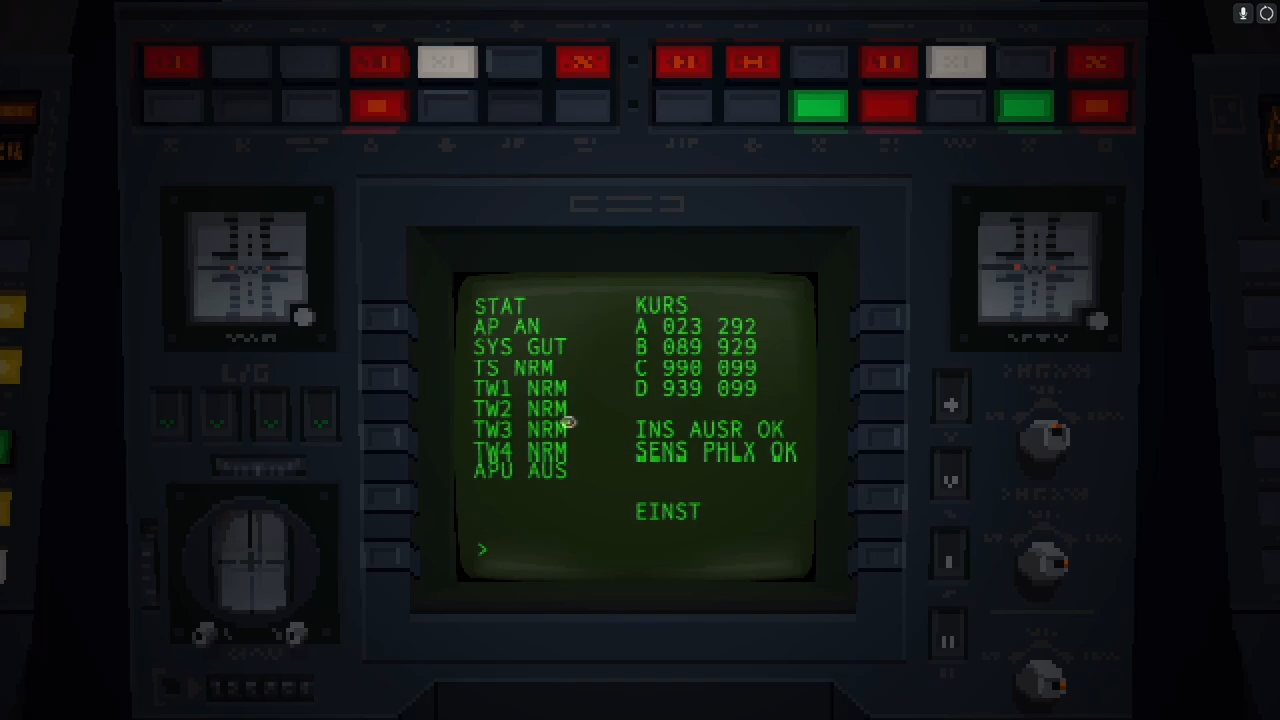 STAT
AP AN
SYS GUT
TS NRM
TW1 NRM
TW2 NRM
TW3 NRM
TW4 NRM
APU AUS
KURS
A 023 292
B 089 929
C 990 099
D 939 099
INS AUSR OK
SENS PHLX OK
EINST
>
L/G